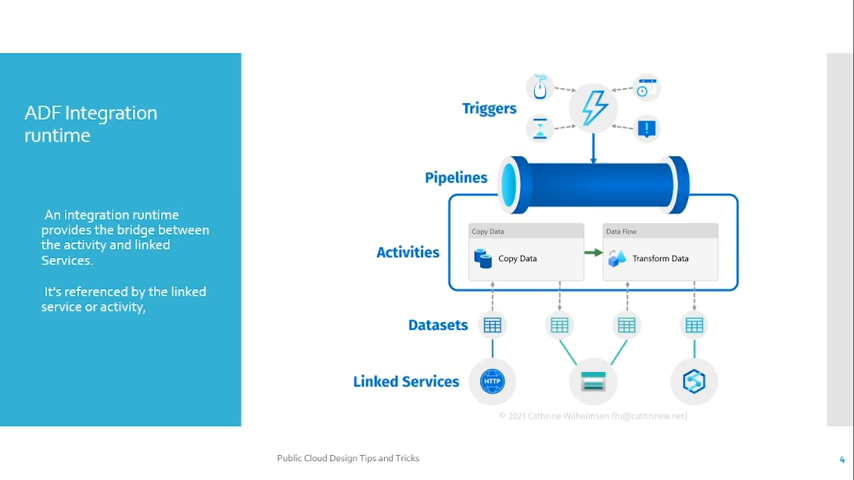 ADF Integration
runtime
An integration runtime
provides the bridge between
the activity and linked
Services.
It's referenced by the linked
service or activity,
Triggers
Pipelines
Activities
Copy Data
Copy Data
Data Flow
Transform Data
Datasets
Linked Services
HTTP
© 2021 Cathrine Wilhelmsen (hi@cathrinew.net)
Public Cloud Design Tips and Tricks
4